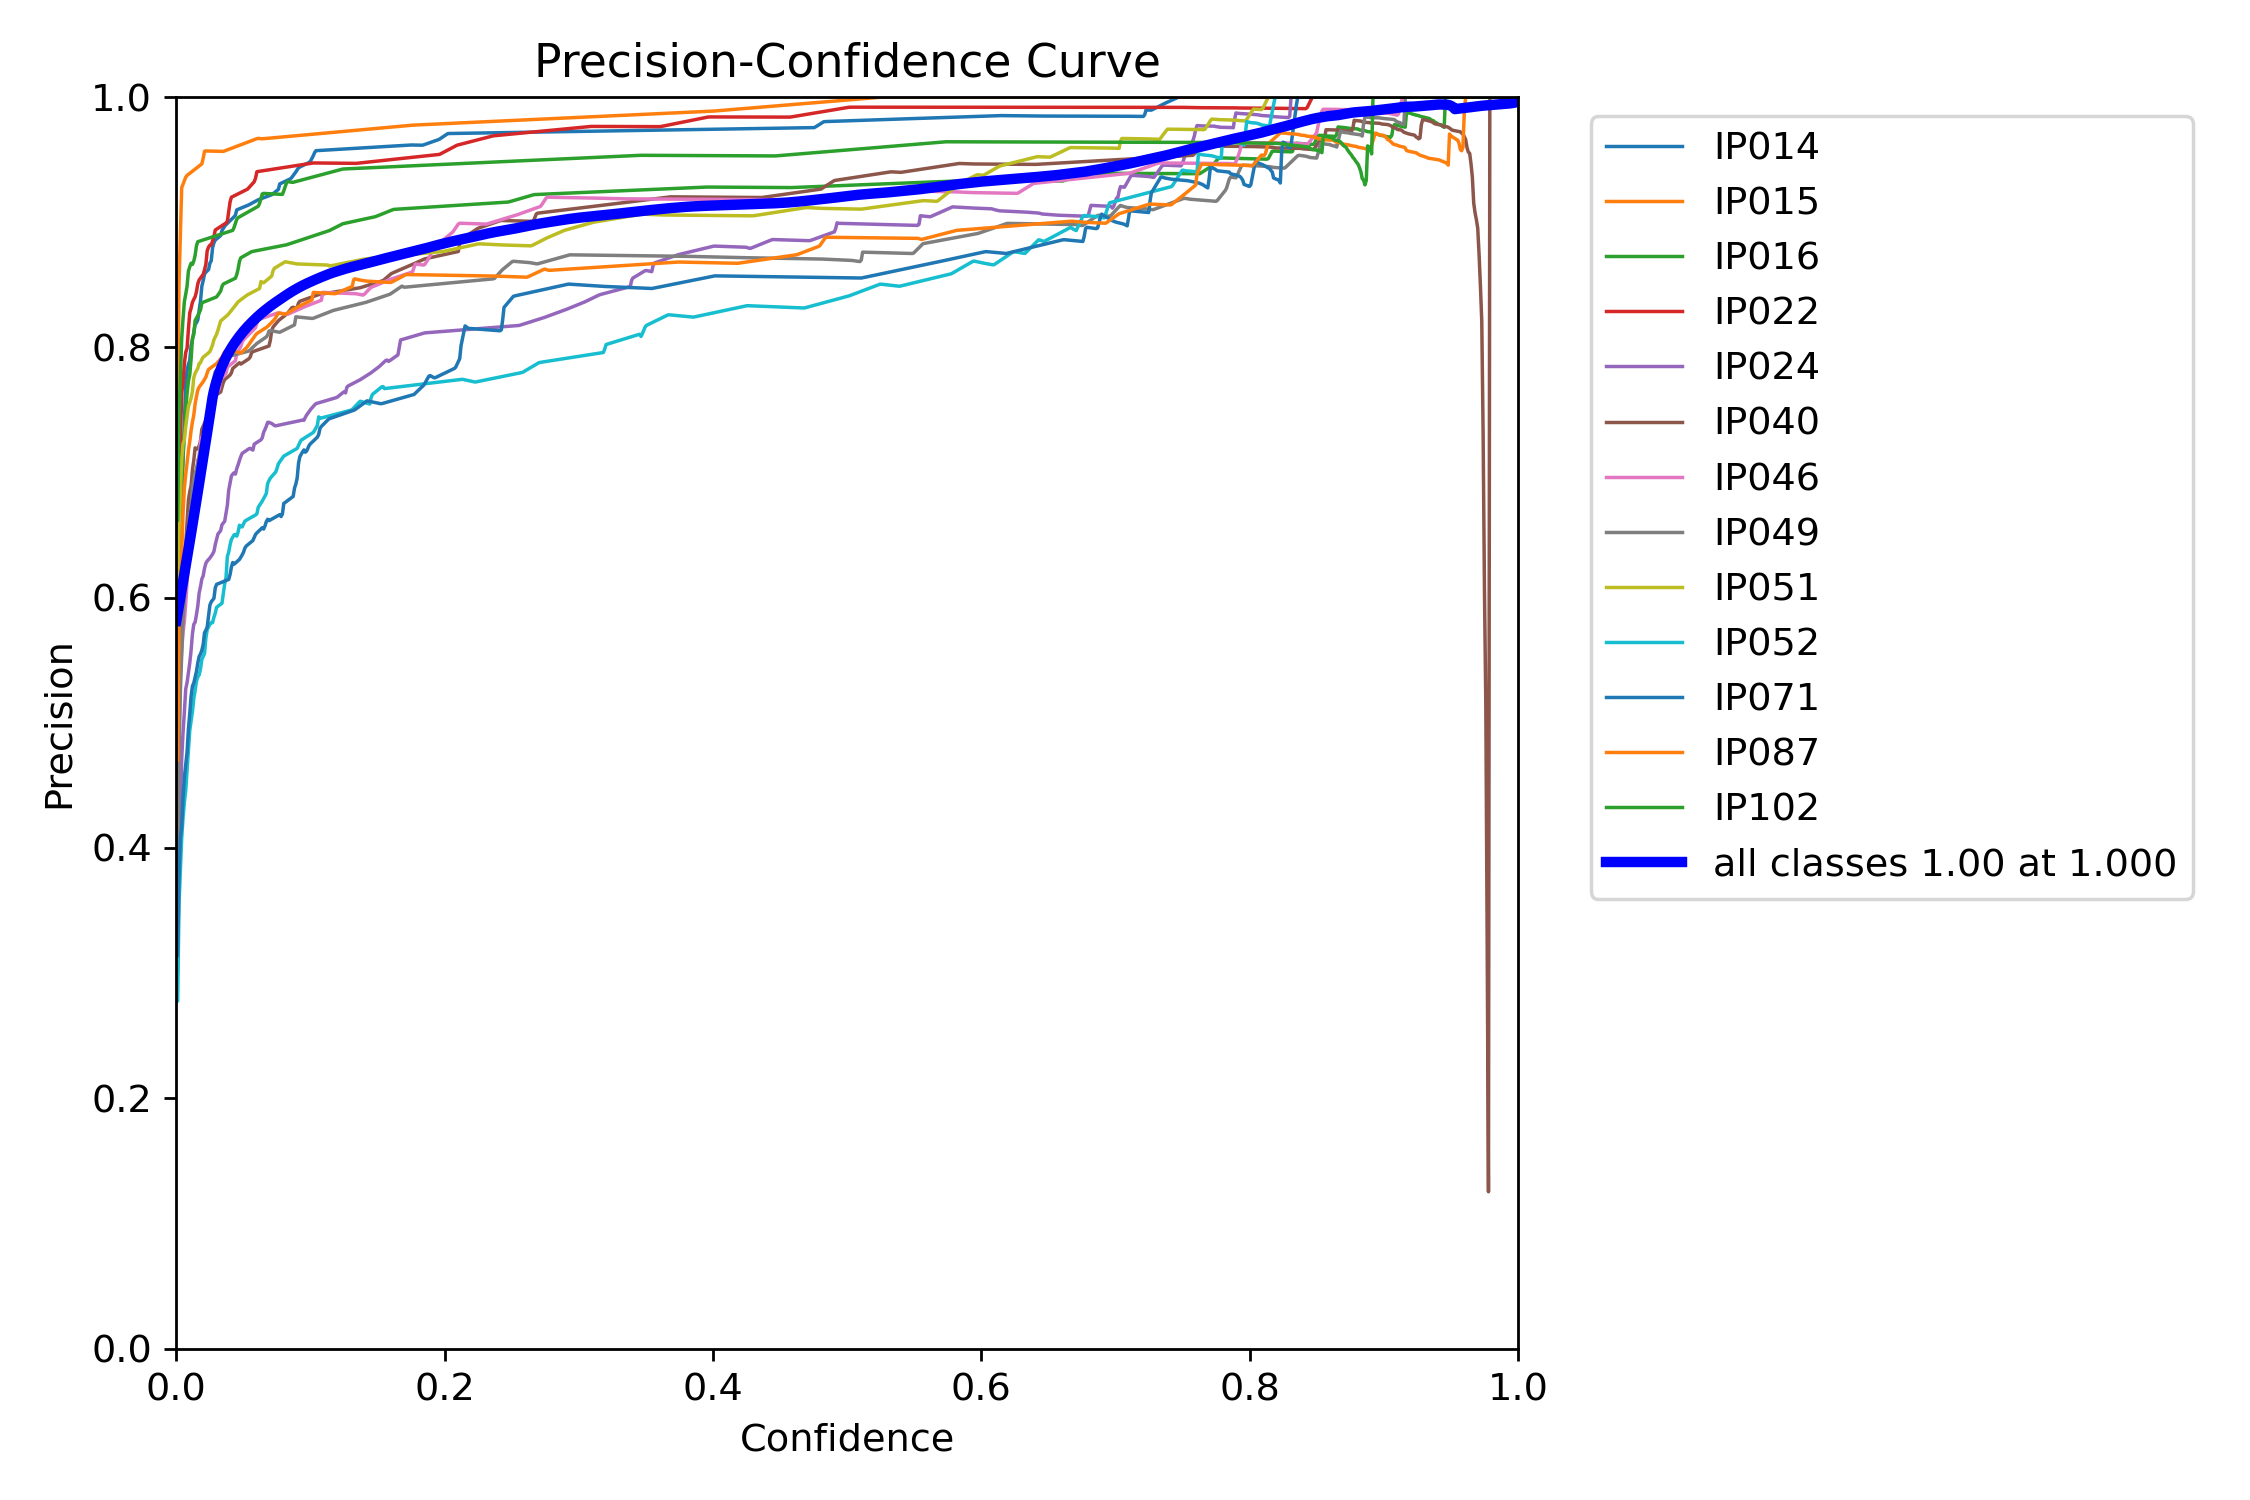 Precision-Confidence Curve
1.0
0.8
0.6
0.4
0.2
0.0
Precision
0.0 0.2 0.4 0.6 0.8 1.0
Confidence
IP014
IP015
IP016
IP022
IP024
IP040
IP046
IP049
IP051
IP052
IP071
IP087
IP102
all classes 1.00 at 1.000